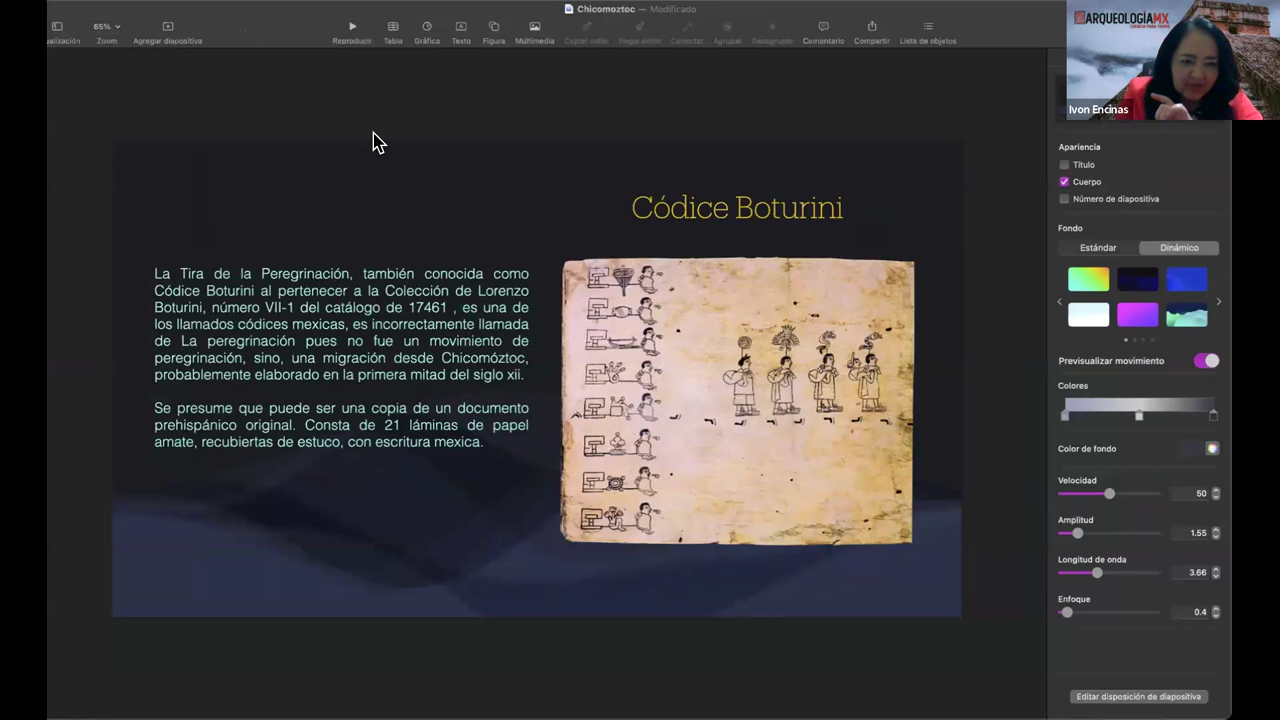 Chicomoztoc — Modificado
65%
Zoom
Agregar diapositiva
Reproducir
Tabla
Gráfica
Texto
Figura
Multimedia
Comentario
Compartir
Lista de objetos
ARQUEOLOGÍAMX
Ivon Encinas
Códice Boturini
La Tira de la Peregrinación, también conocida como
Códice Boturini al pertenecer a la Colección de Lorenzo
Boturini, número VII-1 del catálogo de 17461 , es una de
los llamados códices mexicas, es incorrectamente llamada
de La peregrinación pues no fue un movimiento de
peregrinación, sino, una migración desde Chicomóztoc,
probablemente elaborado en la primera mitad del siglo xii.
Se presume que puede ser una copia de un documento
prehispánico original. Consta de 21 láminas de papel
amate, recubiertas de estuco, con escritura mexica.
Apariencia
Título
Cuerpo
Número de diapositiva
Fondo
Estándar
Dinámico
Previsualizar movimiento
Colores
Color de fondo
Velocidad
50
Amplitud
1.55
Longitud de onda
3.66
Enfoque
0.4
Editar disposición de diapositiva